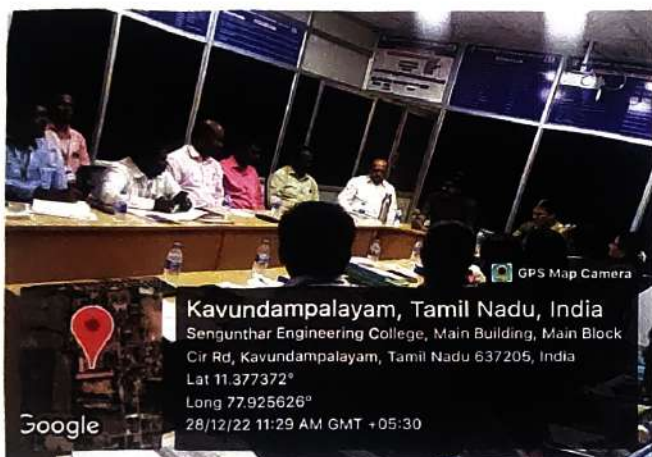 GPS Map Camera
Kavundampalayam, Tamil Nadu, India
Sengunthar Engineering College, Main Building, Main Block
Cir Rd, Kavundampalayam, Tamil Nadu 637205, India
Lat 11.377372°
Long 77.925626°
28/12/22 11:29 AM GMT +05:30
Google